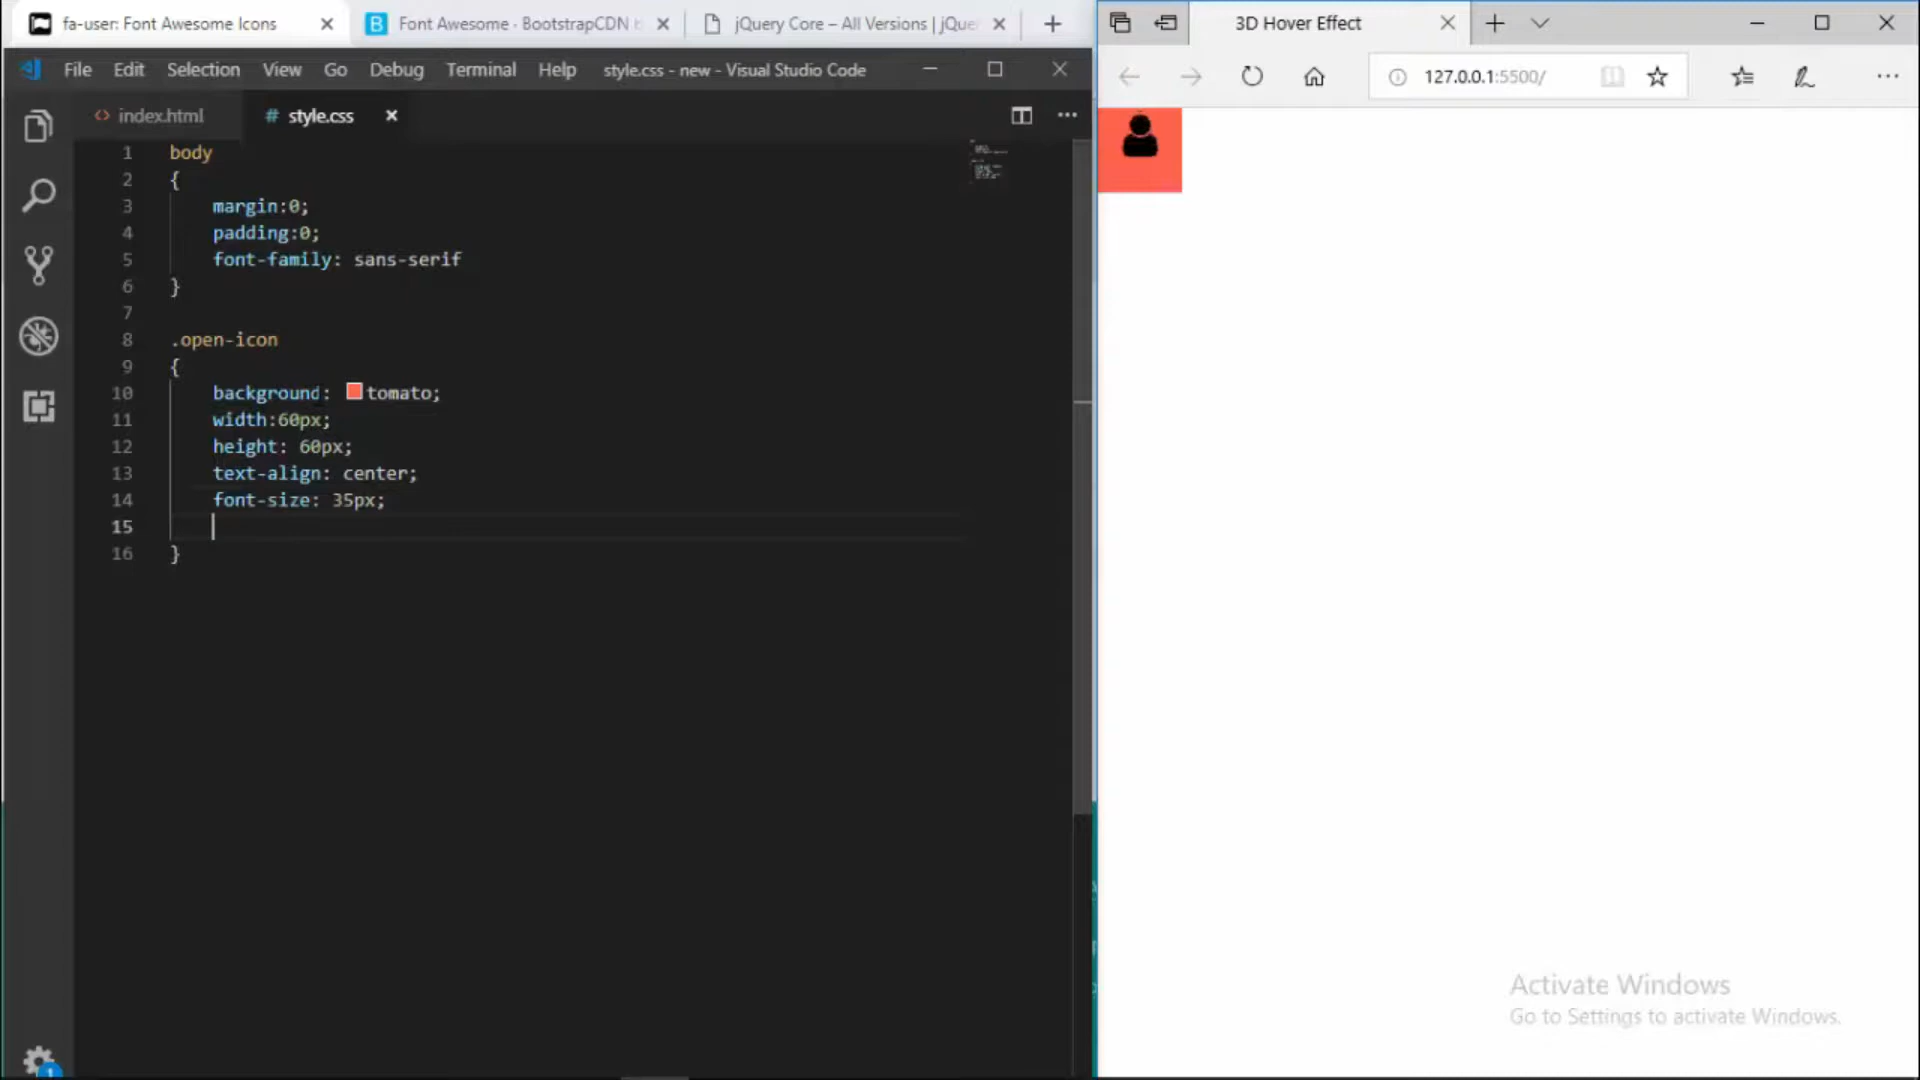 fa-user: Font Awesome Icons
Font Awesome · BootstrapCDN
jQuery Core – All Versions | jQue
3D Hover Effect
File Edit Selection View Go Debug Terminal Help style.css - new - Visual Studio Code
127.0.0.1:5500/
index.html
# style.css
1 body
2 {
3 margin:0;
4 padding:0;
5 font-family: sans-serif
6 }
7
8 .open-icon
9 {
10 background: tomato;
11 width:60px;
12 height: 60px;
13 text-align: center;
14 font-size: 35px;
15
16 }
1
Activate Windows
Go to Settings to activate Windows.